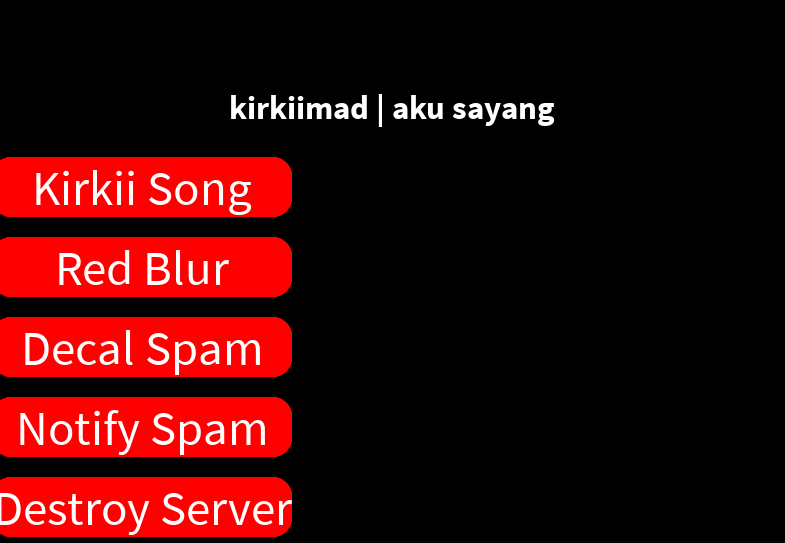 kirkiimad | aku sayang
Kirkii Song
Red Blur
Decal Spam
Notify Spam
Destroy Server